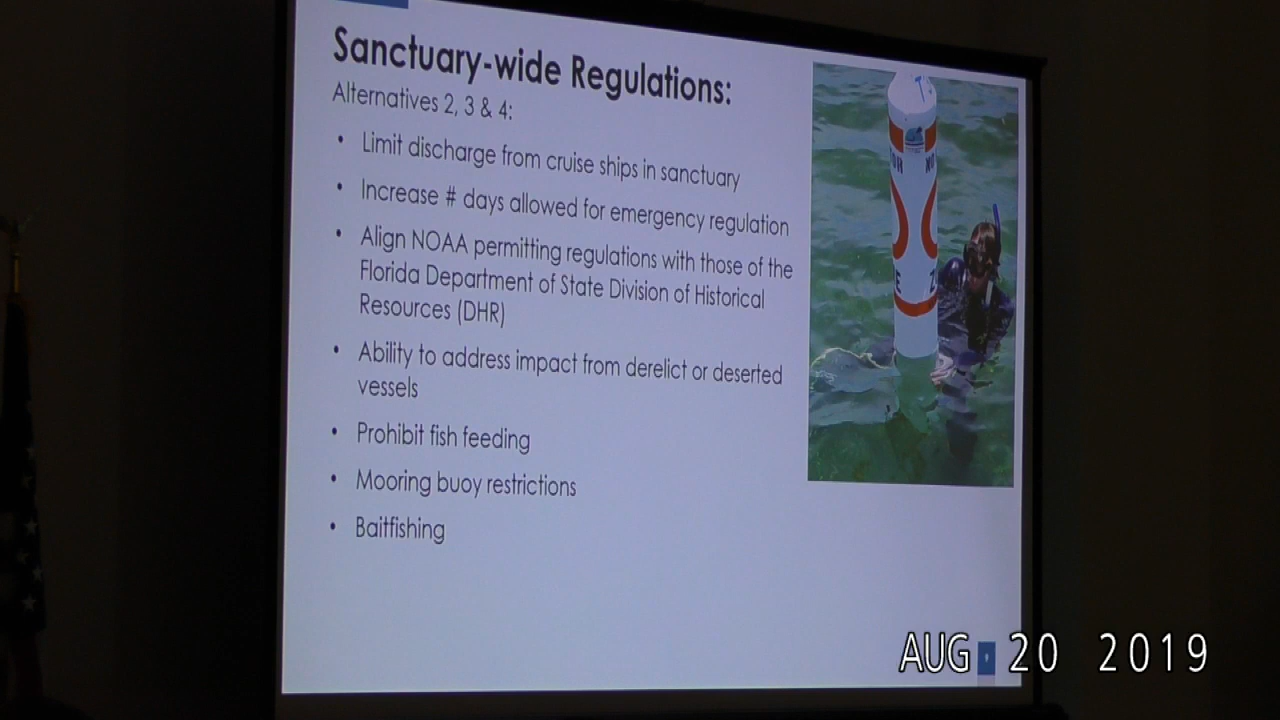 Sanctuary-wide Regulations:
Alternatives 2, 3 & 4:
• Limit discharge from cruise ships in sanctuary
• Increase # days allowed for emergency regulation
• Align NOAA permitting regulations with those of the
Florida Department of State Division of Historical
Resources (DHR)
• Ability to address impact from derelict or deserted
vessels
• Prohibit fish feeding
• Mooring buoy restrictions
• Baitfishing
AUG 20 2019